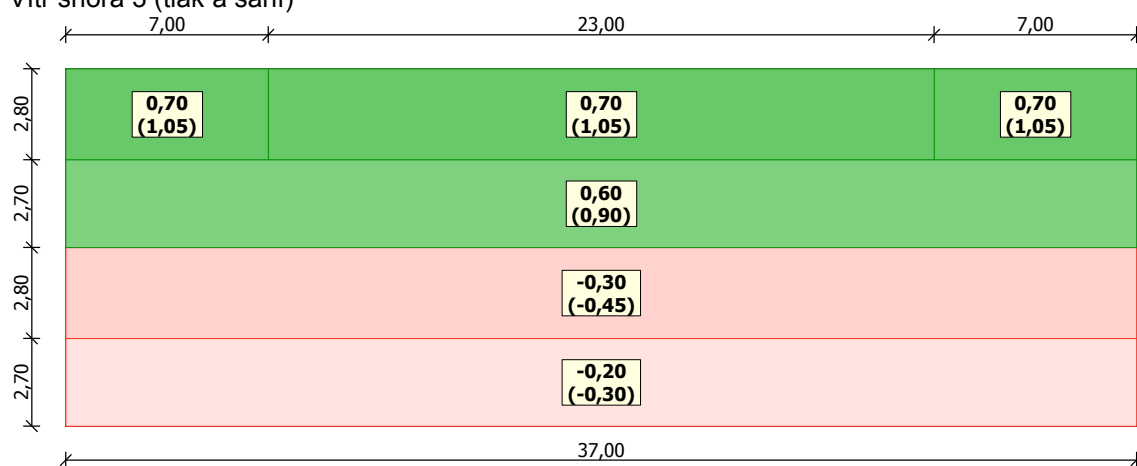 Vítr shora 3 (tlak a sání)
7,00 23,00 7,00
2,80
0,70 0,70 0,70
(1,05) (1,05) (1,05)
2,70
0,60
(0,90)
2,80
-0,30
(-0,45)
2,70
-0,20
(-0,30)
37,00